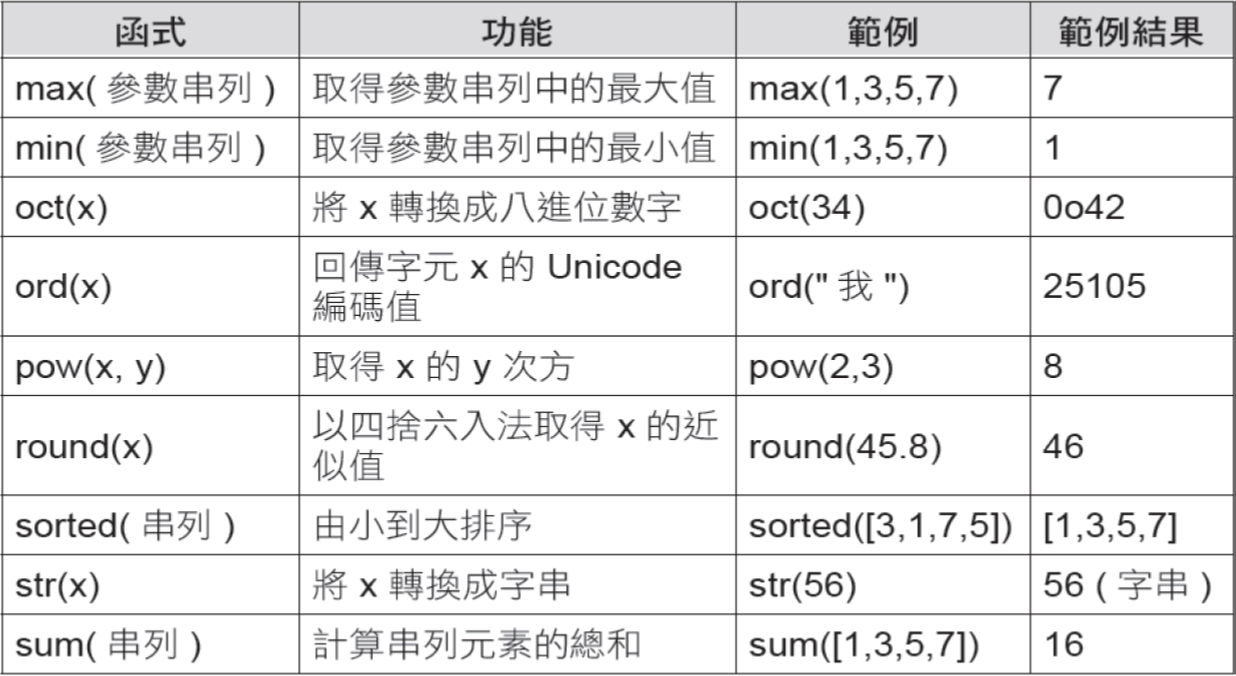 函式 功能 範例 範例結果
max( 參數串列 ) 取得參數串列中的最大值 max(1,3,5,7) 7
min( 參數串列 ) 取得參數串列中的最小值 min(1,3,5,7) 1
oct(x) 將 x 轉換成八進位數字 oct(34) 0o42
ord(x) 回傳字元 x 的 Unicode
編碼值 ord(" 我 ") 25105
pow(x, y) 取得 x 的 y 次方 pow(2,3) 8
round(x) 以四捨六入法取得 x 的近
似值 round(45.8) 46
sorted( 串列 ) 由小到大排序 sorted([3,1,7,5]) [1,3,5,7]
str(x) 將 x 轉換成字串 str(56) 56 ( 字串 )
sum( 串列 ) 計算串列元素的總和 sum([1,3,5,7]) 16